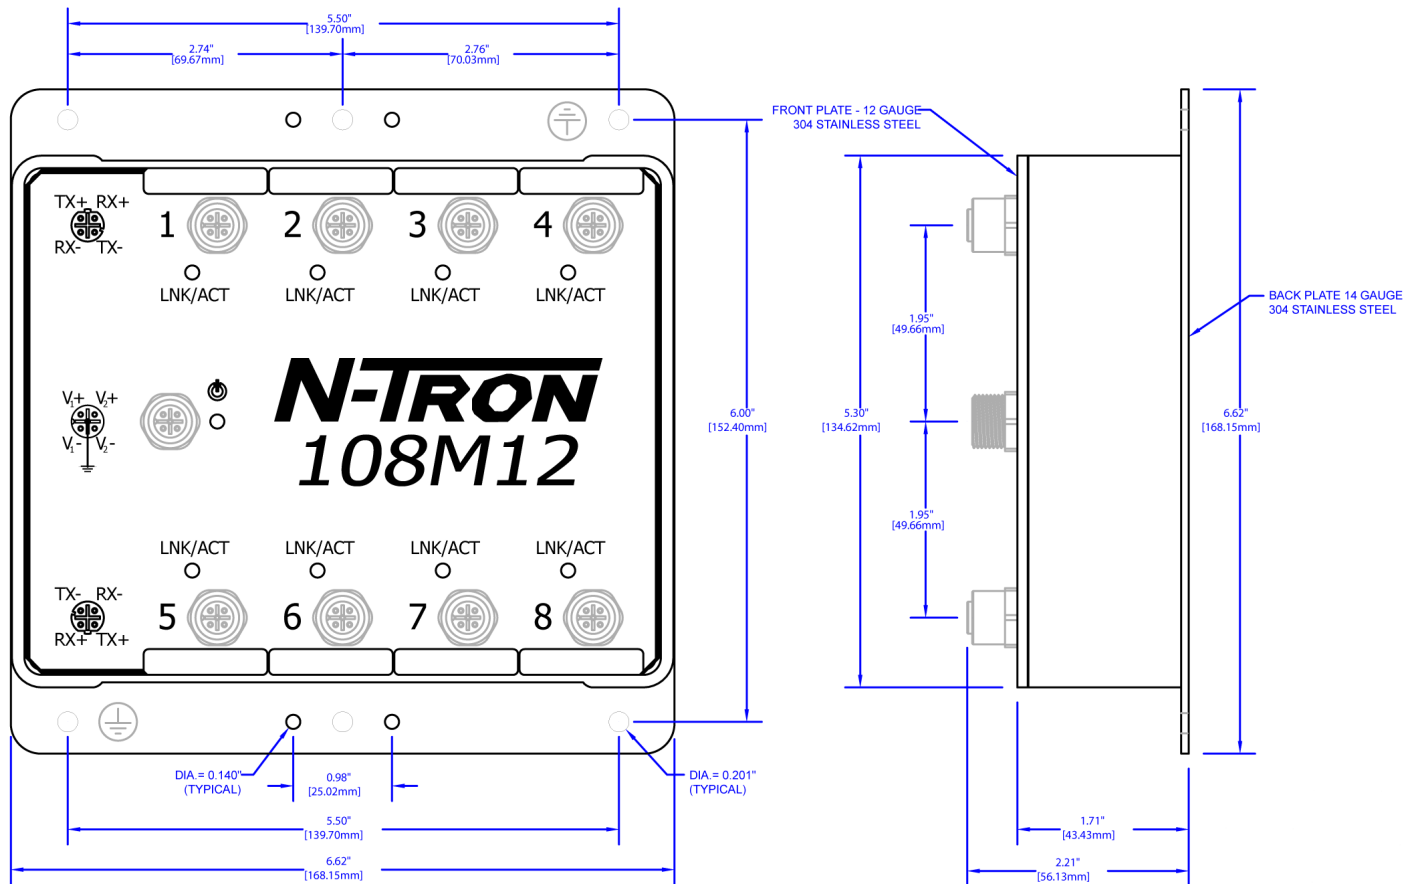 5.50"
[139.70mm]
2.74"
[69.67mm]
2.76"
[70.03mm]
FRONT PLATE - 12 GAUGE
304 STAINLESS STEEL
TX+ RX+
RX- TX-
1
2
3
4
LNK/ACT
LNK/ACT
LNK/ACT
LNK/ACT
BACK PLATE 14 GAUGE
304 STAINLESS STEEL
1.95"
[49.66mm]
V1+ V2+
V1- V2-
N-TRON
108M12
6.00"
[152.40mm]
5.30"
[134.62mm]
6.62"
[168.15mm]
1.95"
[49.66mm]
LNK/ACT
LNK/ACT
LNK/ACT
LNK/ACT
TX- RX-
RX+ TX+
5
6
7
8
DIA.= 0.140"
(TYPICAL)
0.98"
[25.02mm]
DIA.= 0.201"
(TYPICAL)
5.50"
[139.70mm]
1.71"
[43.43mm]
6.62"
[168.15mm]
2.21"
[56.13mm]